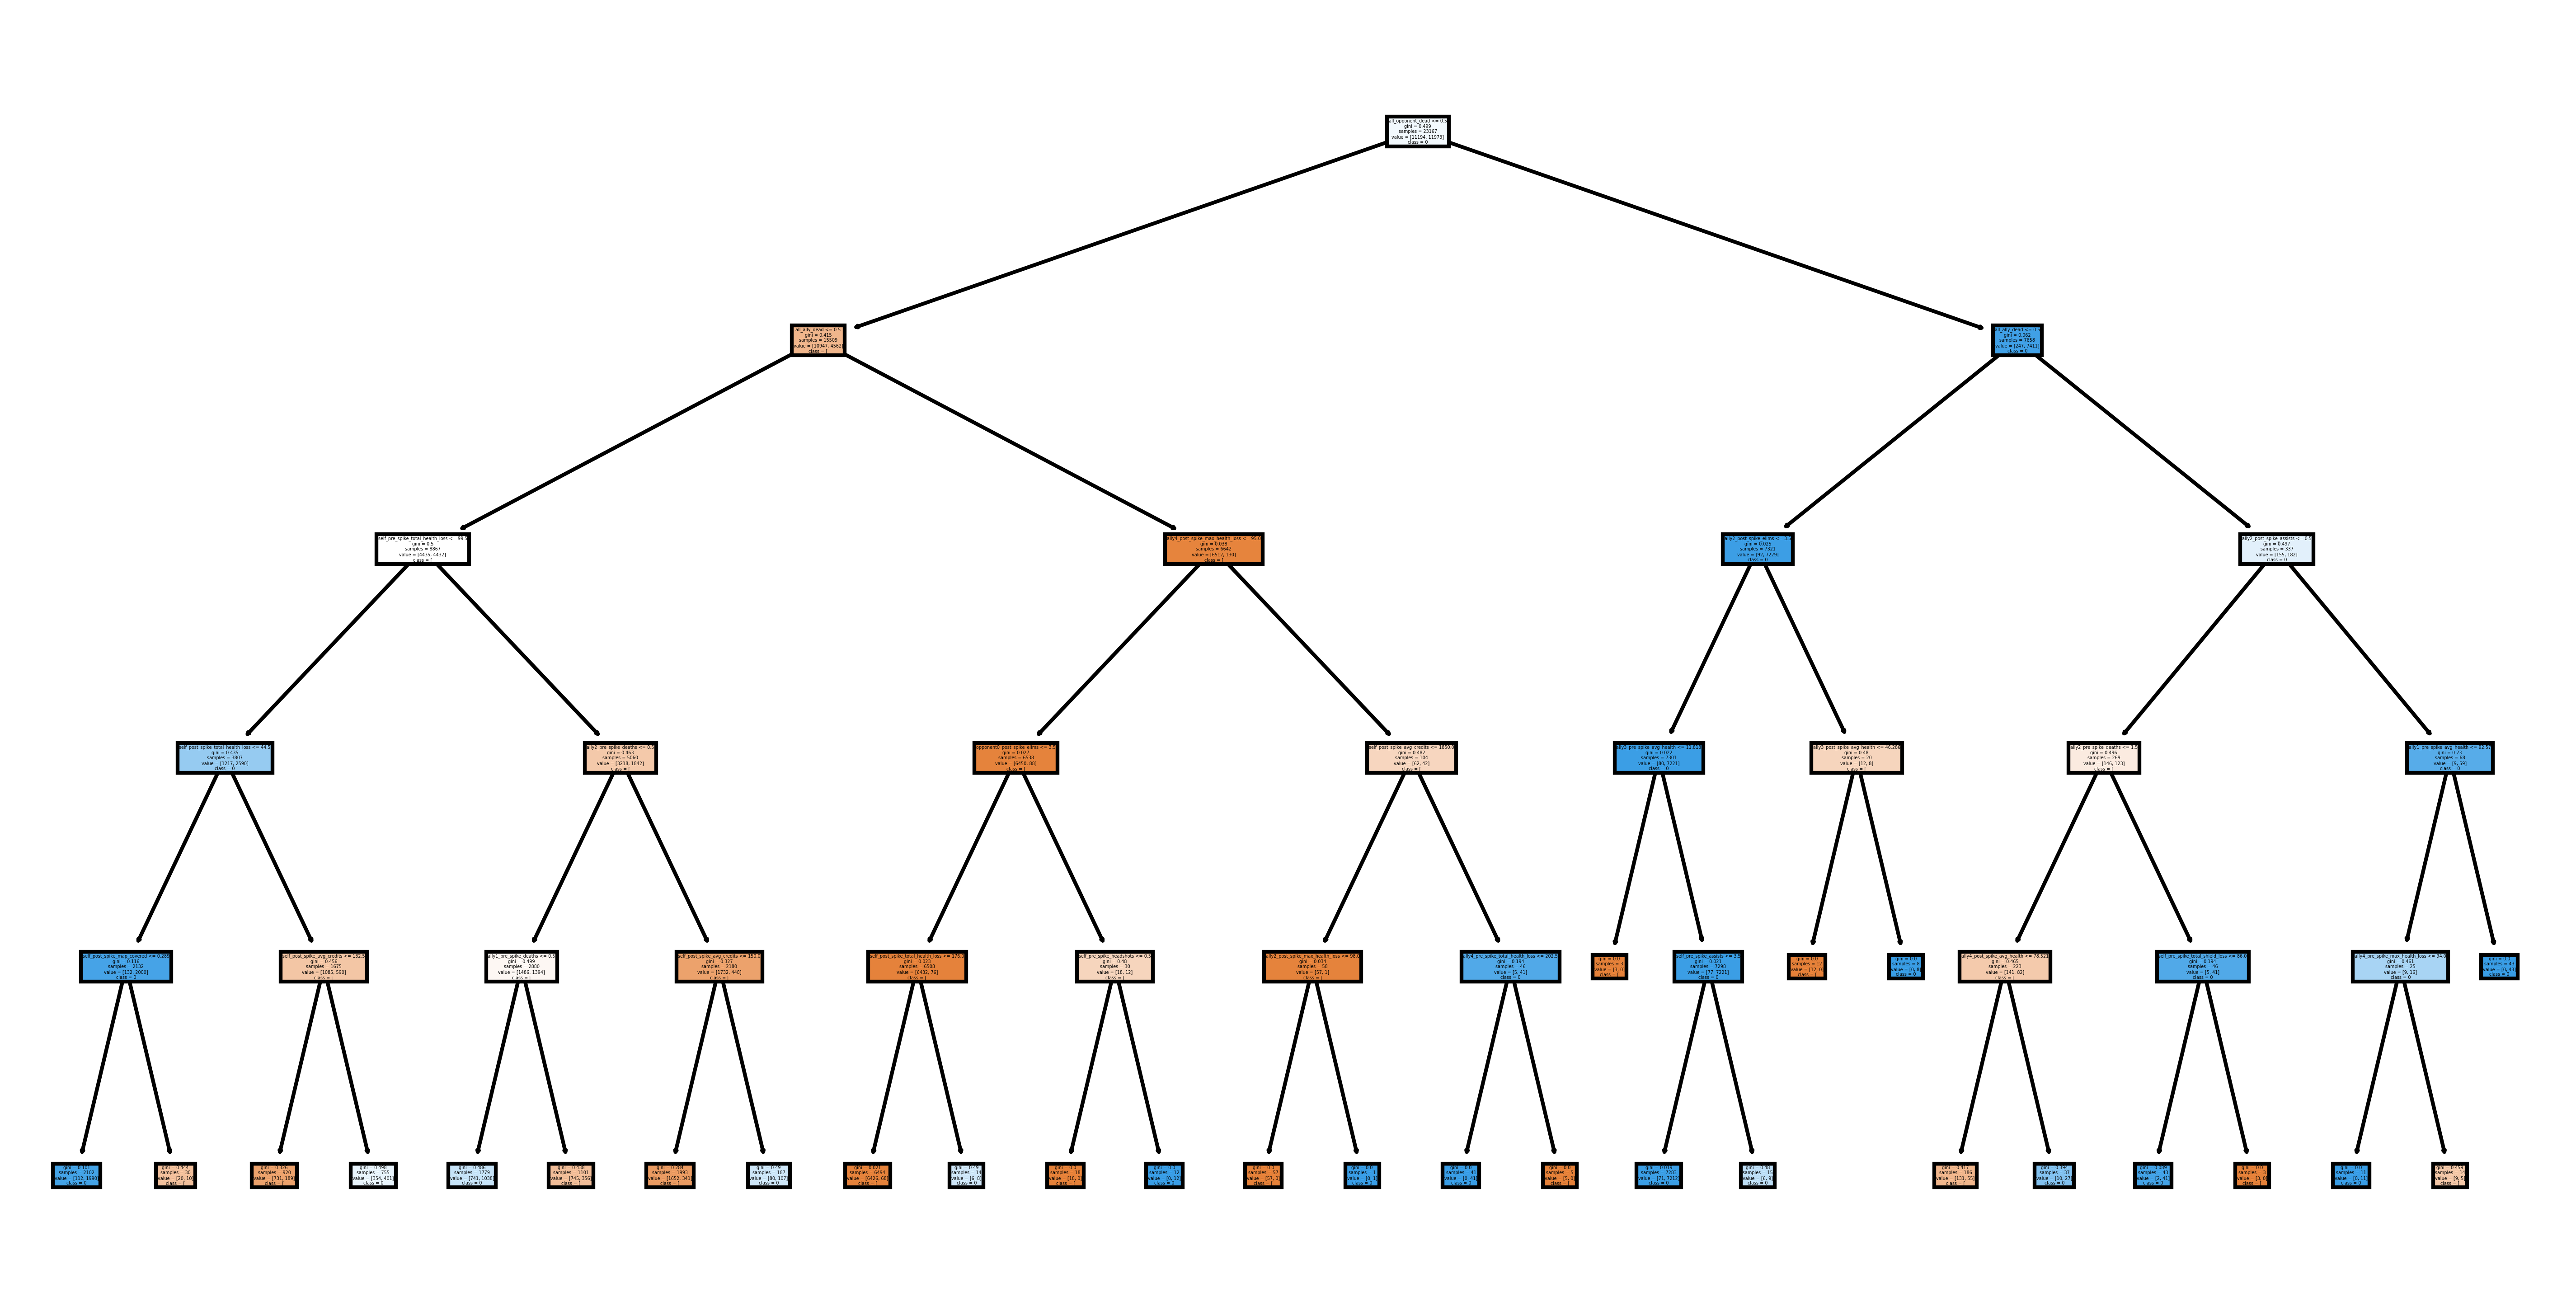 all_opponent_dead <= 0.5
gini = 0.499
samples = 23167
value = [11194, 11973]
class = 0
all_ally_dead <= 0.5
gini = 0.415
samples = 15509
value = [10947, 4562]
class = [
all_ally_dead <= 0.5
gini = 0.062
samples = 7658
value = [247, 7411]
class = 0
self_pre_spike_total_health_loss <= 99.5
gini = 0.5
samples = 8867
value = [4435, 4432]
class = [
ally4_post_spike_max_health_loss <= 95.0
gini = 0.038
samples = 6642
value = [6512, 130]
class = [
ally2_post_spike_elims <= 3.5
gini = 0.025
samples = 7321
value = [92, 7229]
class = 0
ally2_post_spike_assists <= 0.5
gini = 0.497
samples = 337
value = [155, 182]
class = 0
self_post_spike_total_health_loss <= 44.5
gini = 0.435
samples = 3807
value = [1217, 2590]
class = 0
ally2_pre_spike_deaths <= 0.5
gini = 0.463
samples = 5060
value = [3218, 1842]
class = [
gini = 0.027
samples = 6538
value = [6450, 88]
class = [
self_post_spike_avg_credits <= 1850.0
gini = 0.482
samples = 104
value = [62, 42]
class = [
ally3_pre_spike_avg_health <= 11.818
gini = 0.022
samples = 7301
value = [80, 7221]
class = 0
ally3_post_spike_avg_health <= 46.286
gini = 0.48
samples = 20
value = [12, 8]
class = [
ally2_pre_spike_deaths <= 1.5
gini = 0.496
samples = 269
value = [146, 123]
class = [
ally1_pre_spike_avg_health <= 92.57
gini = 0.23
samples = 68
value = [9, 59]
class = 0
self_post_spike_map_covered <= 0.289
gini = 0.116
samples = 2132
value = [132, 2000]
class = 0
self_post_spike_avg_credits <= 132.5
gini = 0.456
samples = 1675
value = [1085, 590]
class = [
ally1_pre_spike_deaths <= 0.5
gini = 0.499
samples = 2880
value = [1486, 1394]
class = [
self_post_spike_avg_credits <= 150.0
gini = 0.327
samples = 2180
value = [1732, 448]
class = [
self_post_spike_total_health_loss <= 176.0
gini = 0.023
samples = 6508
value = [6432, 76]
class = [
self_pre_spike_headshots <= 0.5
gini = 0.48
samples = 30
value = [18, 12]
class = [
ally2_post_spike_max_health_loss <= 98.5
gini = 0.034
samples = 58
value = [57, 1]
class = [
ally4_pre_spike_total_health_loss <= 202.5
gini = 0.194
samples = 46
value = [5, 41]
class = 0
gini = 0.0
samples = 3
value = [3, 0]
class = [
self_pre_spike_assists <= 3.5
gini = 0.021
samples = 7298
value = [77, 7221]
class = 0
gini = 0.0
samples = 12
value = [12, 0]
class = [
gini = 0.0
samples = 8
value = [0, 8]
class = 0
ally4_post_spike_avg_health <= 78.522
gini = 0.465
samples = 223
value = [141, 82]
class = [
self_pre_spike_total_shield_loss <= 86.0
gini = 0.194
samples = 46
value = [5, 41]
class = 0
ally4_pre_spike_max_health_loss <= 94.0
gini = 0.461
samples = 25
value = [9, 16]
class = 0
gini = 0.0
samples = 43
value = [0, 43]
class = 0
gini = 0.101
samples = 2102
value = [112, 1990]
class = 0
gini = 0.444
samples = 30
value = [20, 10]
class = [
gini = 0.326
samples = 920
value = [731, 189]
class = [
gini = 0.498
samples = 755
value = [354, 401]
class = 0
gini = 0.486
samples = 1779
value = [741, 1038]
class = 0
gini = 0.438
samples = 1101
value = [745, 356]
class = [
gini = 0.284
samples = 1993
value = [1652, 341]
class = [
gini = 0.49
samples = 187
value = [80, 107]
class = 0
gini = 0.021
samples = 6494
value = [6426, 68]
class = [
gini = 0.49
samples = 14
value = [6, 8]
class = 0
gini = 0.0
samples = 18
value = [18, 0]
class = [
gini = 0.0
samples = 12
value = [0, 12]
class = 0
gini = 0.0
samples = 57
value = [57, 0]
class = [
gini = 0.0
samples = 1
value = [0, 1]
class = 0
gini = 0.0
samples = 41
value = [0, 41]
class = 0
gini = 0.0
samples = 5
value = [5, 0]
class = [
gini = 0.019
samples = 7283
value = [71, 7212]
class = 0
gini = 0.48
samples = 15
value = [6, 9]
class = 0
gini = 0.417
samples = 186
value = [131, 55]
class = [
gini = 0.394
samples = 37
value = [10, 27]
class = 0
gini = 0.089
samples = 43
value = [2, 41]
class = 0
gini = 0.0
samples = 3
value = [3, 0]
class = [
gini = 0.0
samples = 11
value = [0, 11]
class = 0
gini = 0.459
samples = 14
value = [9, 5]
class = [